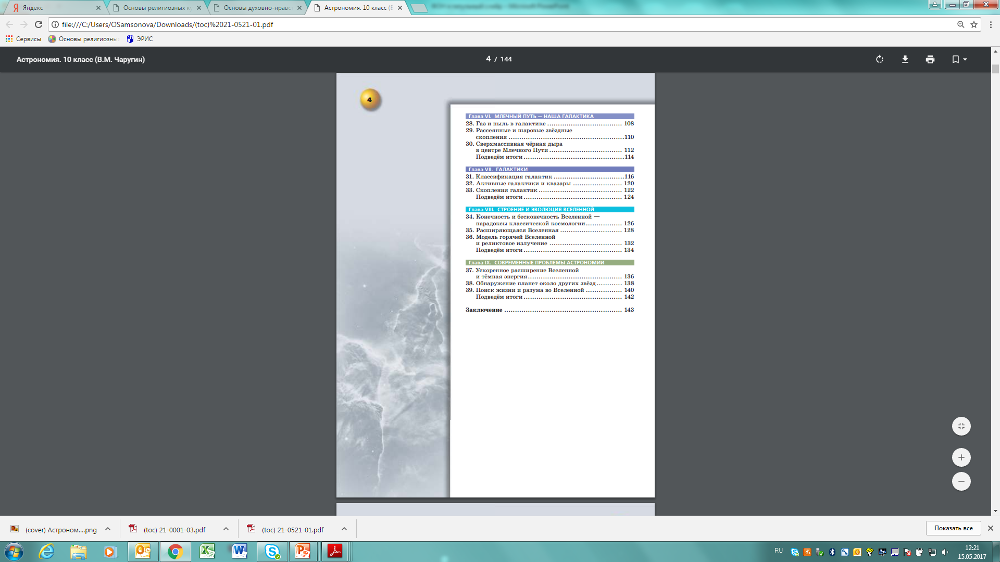 Яндекс
Основы религиозных ку
Основы духовно-нравст
Астрономия. 10 класс (В
file:///C:/Users/OSamsonova/Downloads/(toc)%2021-0521-01.pdf
Сервисы
Основы религиозны
ЭРИС
Астрономия. 10 класс (В.М. Чаругин)
4 / 144
4
Глава VI. МЛЕЧНЫЙ ПУТЬ — НАША ГАЛАКТИКА
28. Газ и пыль в галактике .................................. 108
29. Рассеянные и шаровые звёздные
скопления ......................................................110
30. Сверхмассивная чёрная дыра
в центре Млечного Пути .................................. 112
Подведём итоги ...............................................114
Глава VII. ГАЛАКТИКИ
31. Классификация галактик .................................116
32. Активные галактики и квазары ....................... 120
33. Скопления галактик ....................................... 122
Подведём итоги .............................................. 124
Глава VIII. СТРОЕНИЕ И ЭВОЛЮЦИЯ ВСЕЛЕННОЙ
34. Конечность и бесконечность Вселенной —
парадоксы классической космологии ................. 126
35. Расширяющаяся Вселенная ............................. 128
36. Модель горячей Вселенной
и реликтовое излучение .................................. 132
Подведём итоги .............................................. 134
Глава IX. СОВРЕМЕННЫЕ ПРОБЛЕМЫ АСТРОНОМИИ
37. Ускоренное расширение Вселенной
и тёмная энергия ............................................ 136
38. Обнаружение планет около других звёзд ............ 138
39. Поиск жизни и разума во Вселенной ................. 140
Подведём итоги .............................................. 142
Заключение ....................................................... 143
(cover) Астроном....png
(toc) 21-0001-03.pdf
(toc) 21-0521-01.pdf
Показать все
RU
12:21
15.05.2017